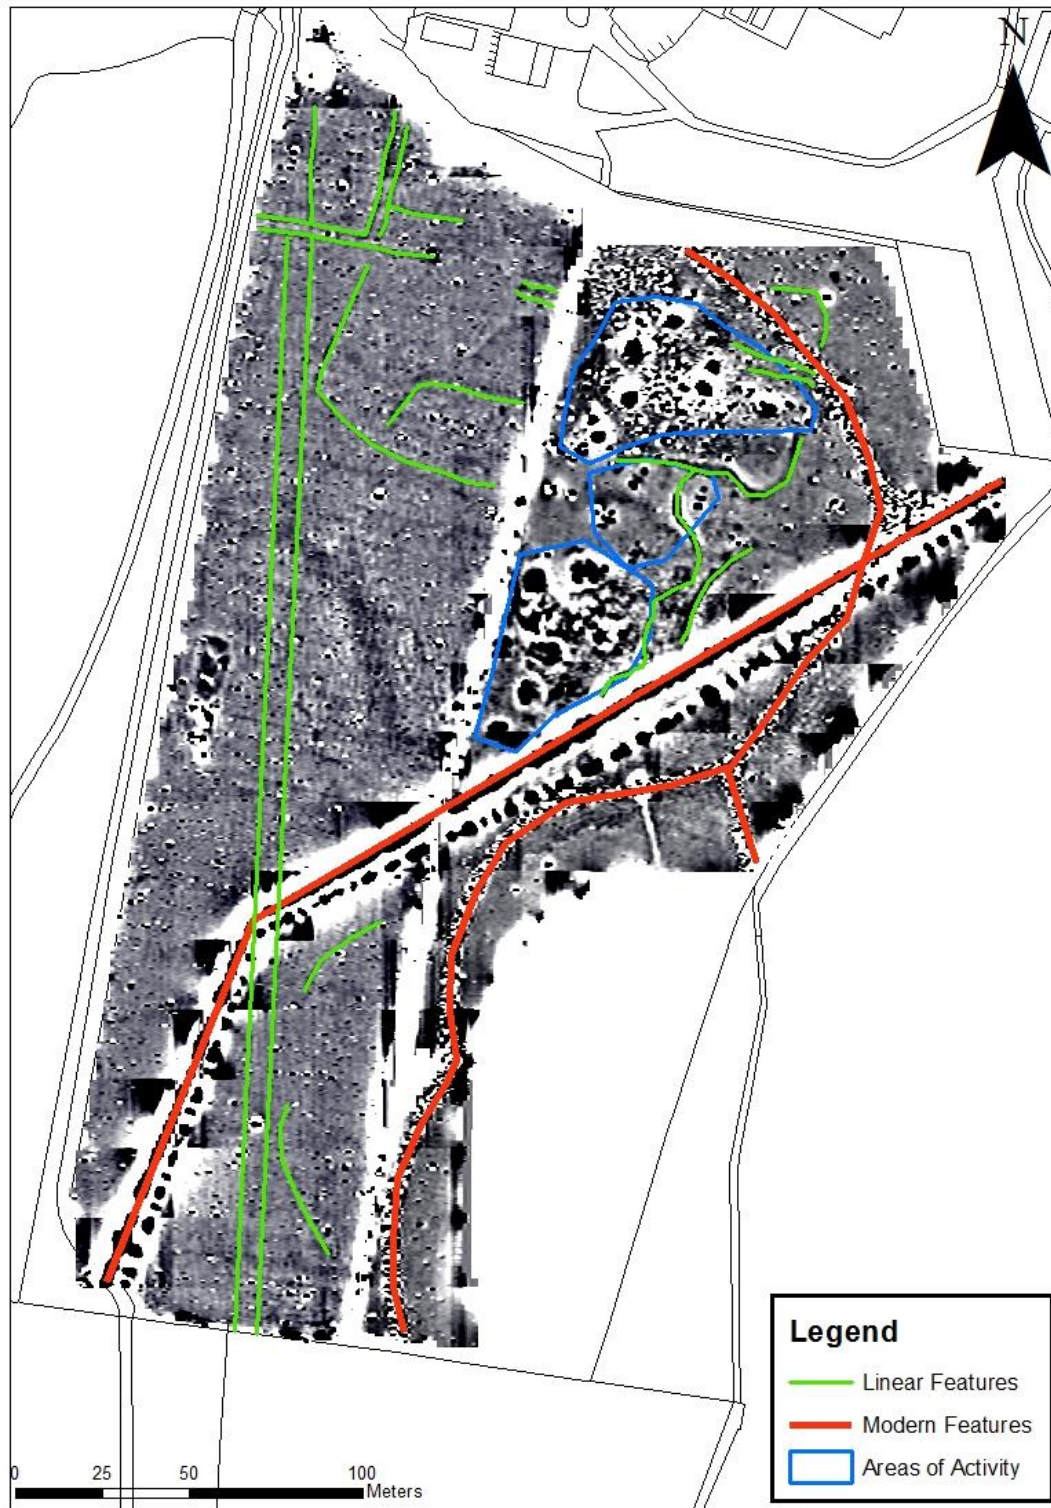 N
Legend
Linear Features
Modern Features
Areas of Activity
0 25 50 100
Meters